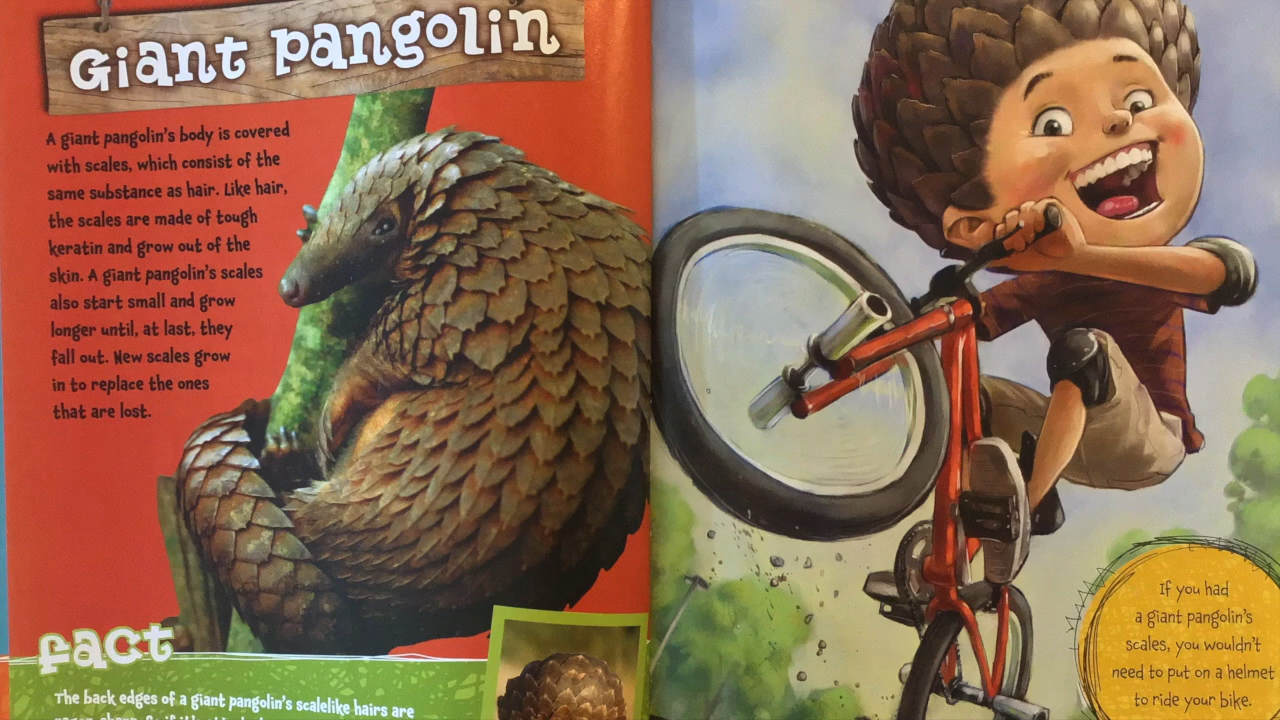 Giant pangolin
A giant pangolin's body is covered
with scales, which consist of the
same substance as hair. Like hair,
the scales are made of tough
keratin and grow out of the
skin. A giant pangolin's scales
also start small and grow
longer until, at last, they
fall out. New scales grow
in to replace the ones
that are lost.
fact
The back edges of a giant pangolin's scalelike hairs are
If you had
a giant pangolin's
scales, you wouldn't
need to put on a helmet
to ride your bike.